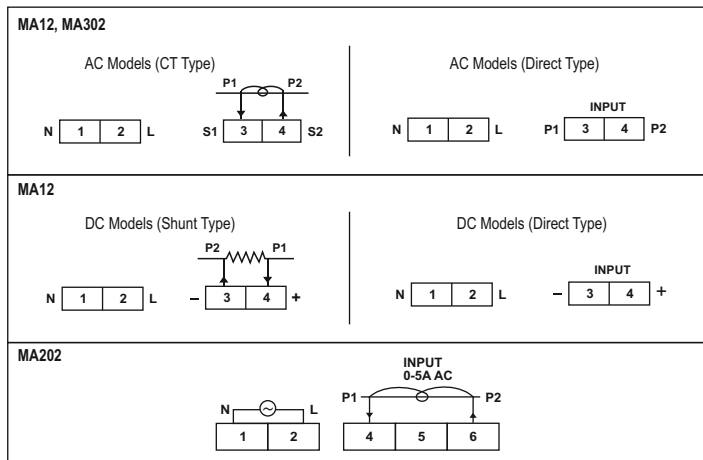 MA12, MA302
AC Models (CT Type)
P1 P2
N 1 2 L
S1 3 4 S2
AC Models (Direct Type)
N 1 2 L
INPUT
P1 3 4 P2
MA12
DC Models (Shunt Type)
P2 P1
N 1 2 L
– 3 4 +
DC Models (Direct Type)
N 1 2 L
INPUT
– 3 4 +
MA202
N L
1 2
INPUT
0-5A AC
P1 P2
4 5 6